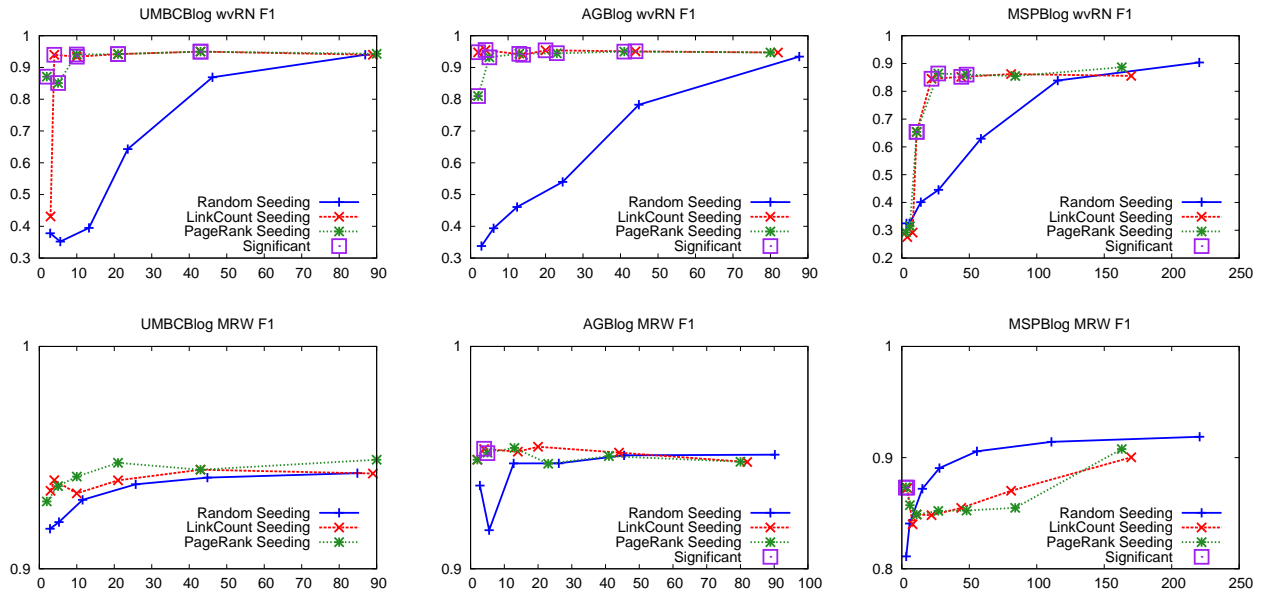 UMBCBlog wvRN F1
1
0.9
0.8
0.7
0.6
0.5
0.4
0.3
0 10 20 30 40 50 60 70 80 90
Random Seeding
LinkCount Seeding
PageRank Seeding
Significant
AGBlog wvRN F1
1
0.9
0.8
0.7
0.6
0.5
0.4
0.3
0 10 20 30 40 50 60 70 80 90
Random Seeding
LinkCount Seeding
PageRank Seeding
Significant
MSPBlog wvRN F1
1
0.9
0.8
0.7
0.6
0.5
0.4
0.3
0.2
0 50 100 150 200 250
Random Seeding
LinkCount Seeding
PageRank Seeding
Significant
UMBCBlog MRW F1
1
0.9
0 10 20 30 40 50 60 70 80 90
Random Seeding
LinkCount Seeding
PageRank Seeding
AGBlog MRW F1
1
0.9
0 10 20 30 40 50 60 70 80 90 100
Random Seeding
LinkCount Seeding
PageRank Seeding
Significant
MSPBlog MRW F1
1
0.9
0.8
0 50 100 150 200 250
Random Seeding
LinkCount Seeding
PageRank Seeding
Significant